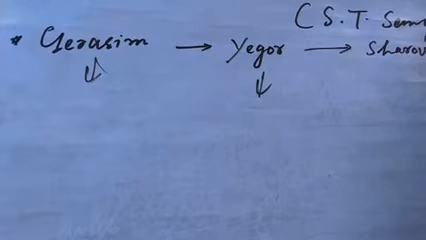 (S.T. Sem
* Gerasim → Yegor → Sharov